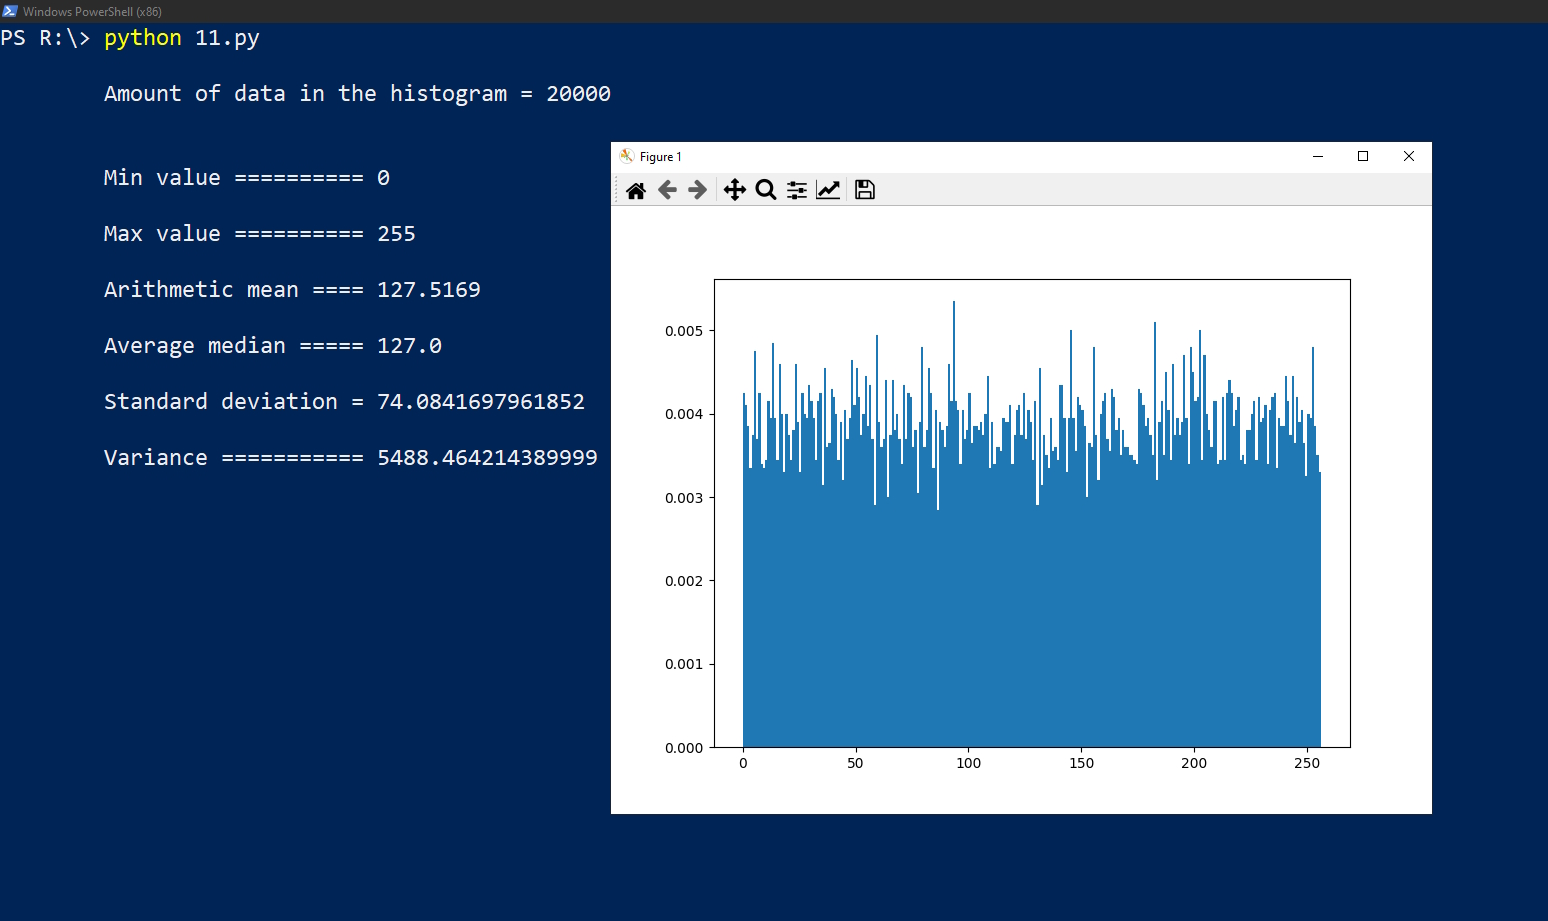 Windows PowerShell (x86)
PS R:\> python 11.py
Amount of data in the histogram = 20000
Min value ========== 0
Max value ========== 255
Arithmetic mean ==== 127.5169
Average median ===== 127.0
Standard deviation = 74.0841697961852
Variance =========== 5488.464214389999
Figure 1
0.005
0.004
0.003
0.002
0.001
0.000
0 50 100 150 200 250